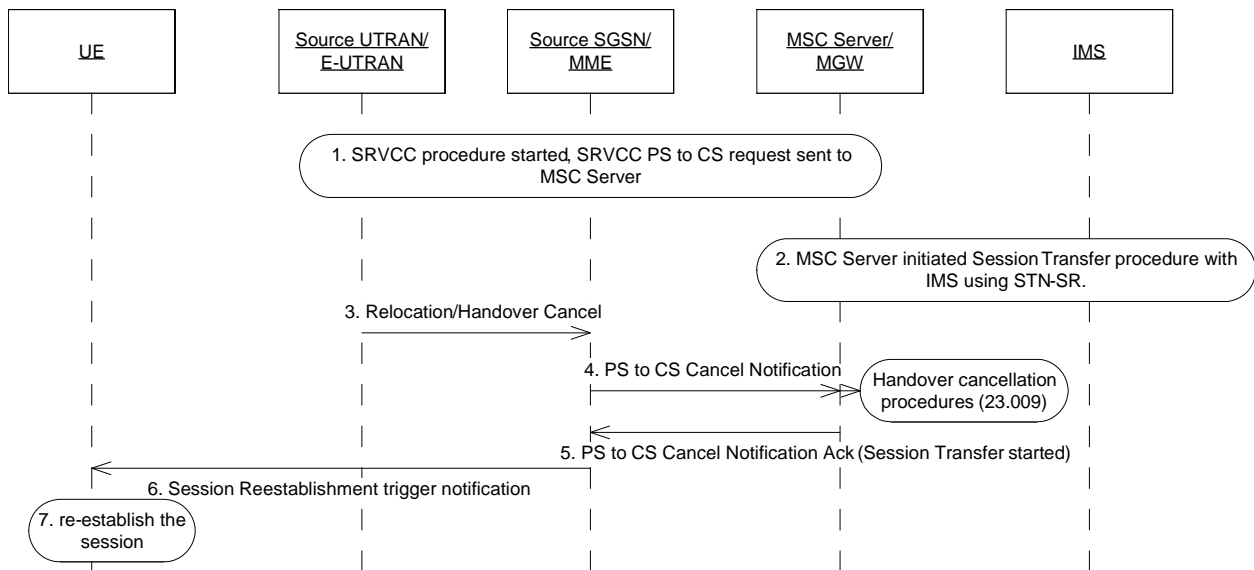 UE
Source UTRAN/
E-UTRAN
Source SGSN/
MME
MSC Server/
MGW
IMS
1. SRVCC procedure started, SRVCC PS to CS request sent to
MSC Server
2. MSC Server initiated Session Transfer procedure with
IMS using STN-SR.
3. Relocation/Handover Cancel
4. PS to CS Cancel Notification
Handover cancellation
procedures (23.009)
5. PS to CS Cancel Notification Ack (Session Transfer started)
6. Session Reestablishment trigger notification
7. re-establish the
session